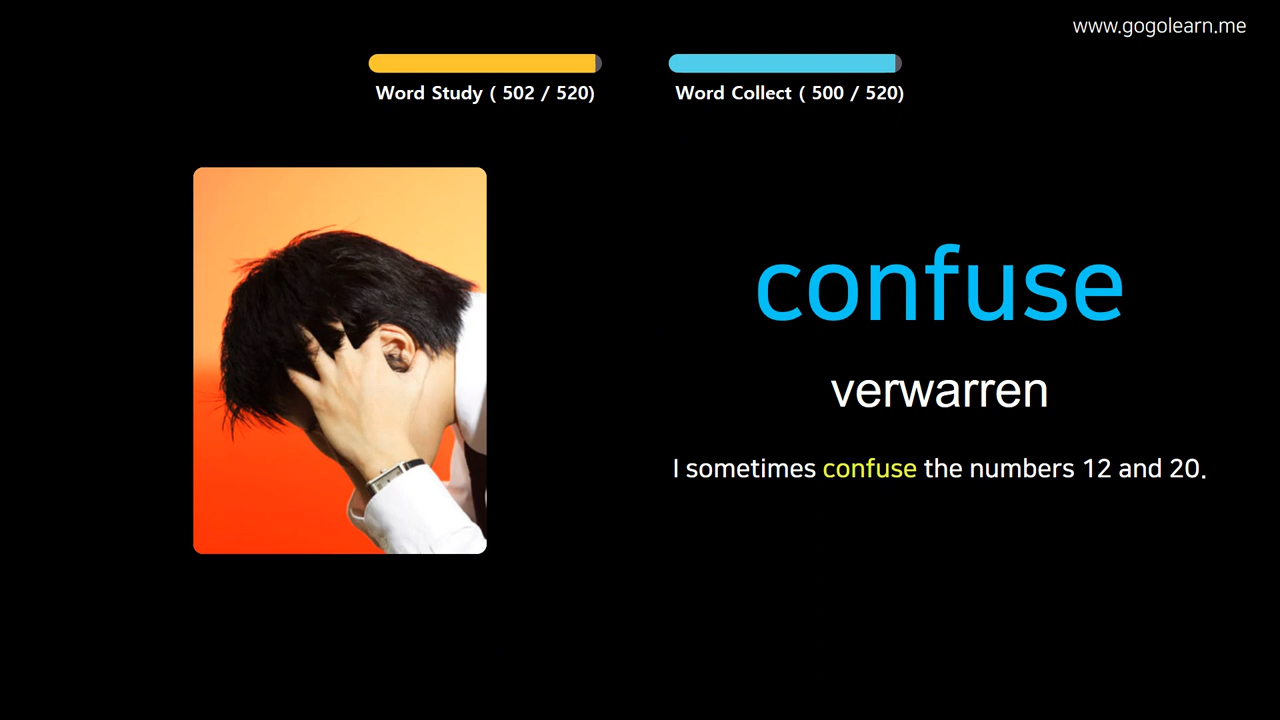 www.gogolearn.me
Word Study ( 502 / 520)
Word Collect ( 500 / 520)
confuse
verwarren
I sometimes confuse the numbers 12 and 20.